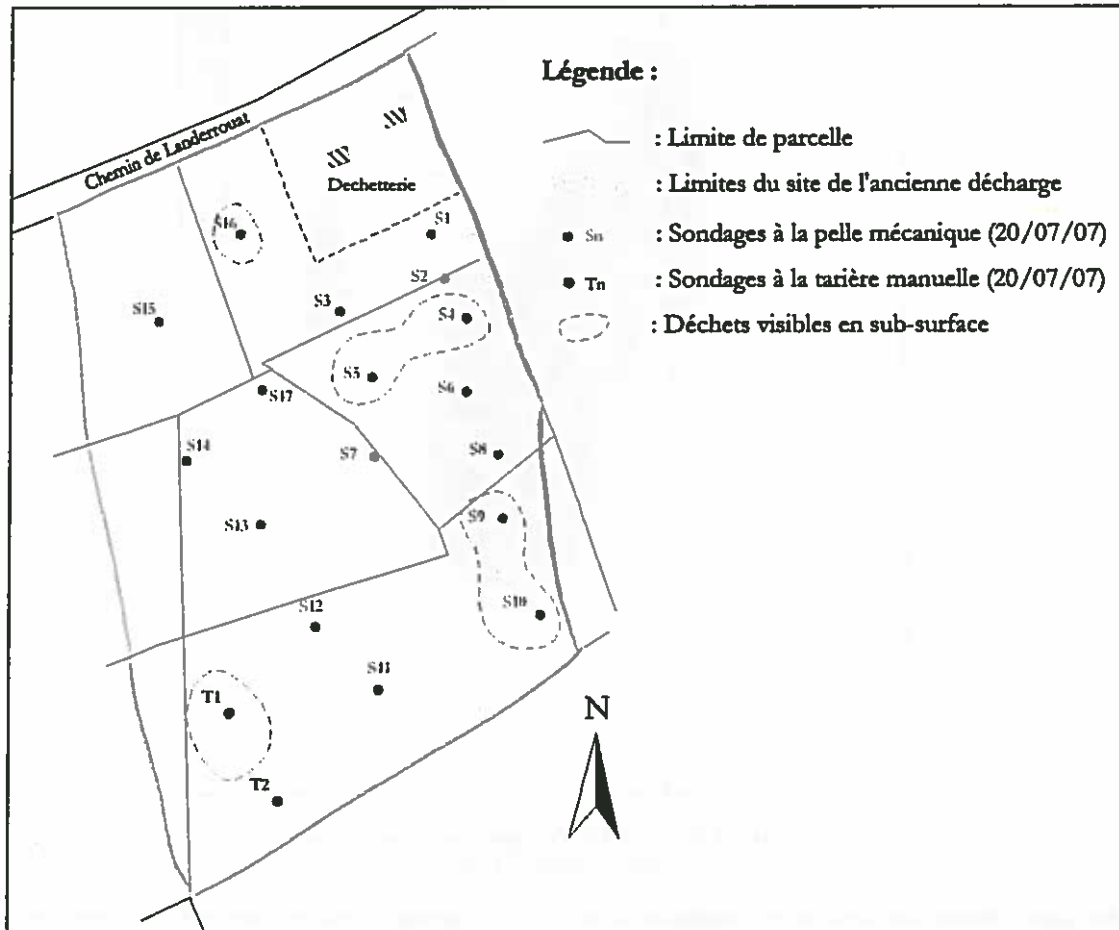 Légende :
: Limite de parcelle
: Limites du site de l'ancienne décharge
Sn : Sondages à la pelle mécanique (20/07/07)
Tn : Sondages à la tarière manuelle (20/07/07)
: Déchets visibles en sub-surface
Chemin de Landerrouat
Dechetterie
S16
S1
S2
S3
S4
S15
S5
S6
S17
S14
S7
S8
S13
S9
S12
S10
S11
T1
T2
N